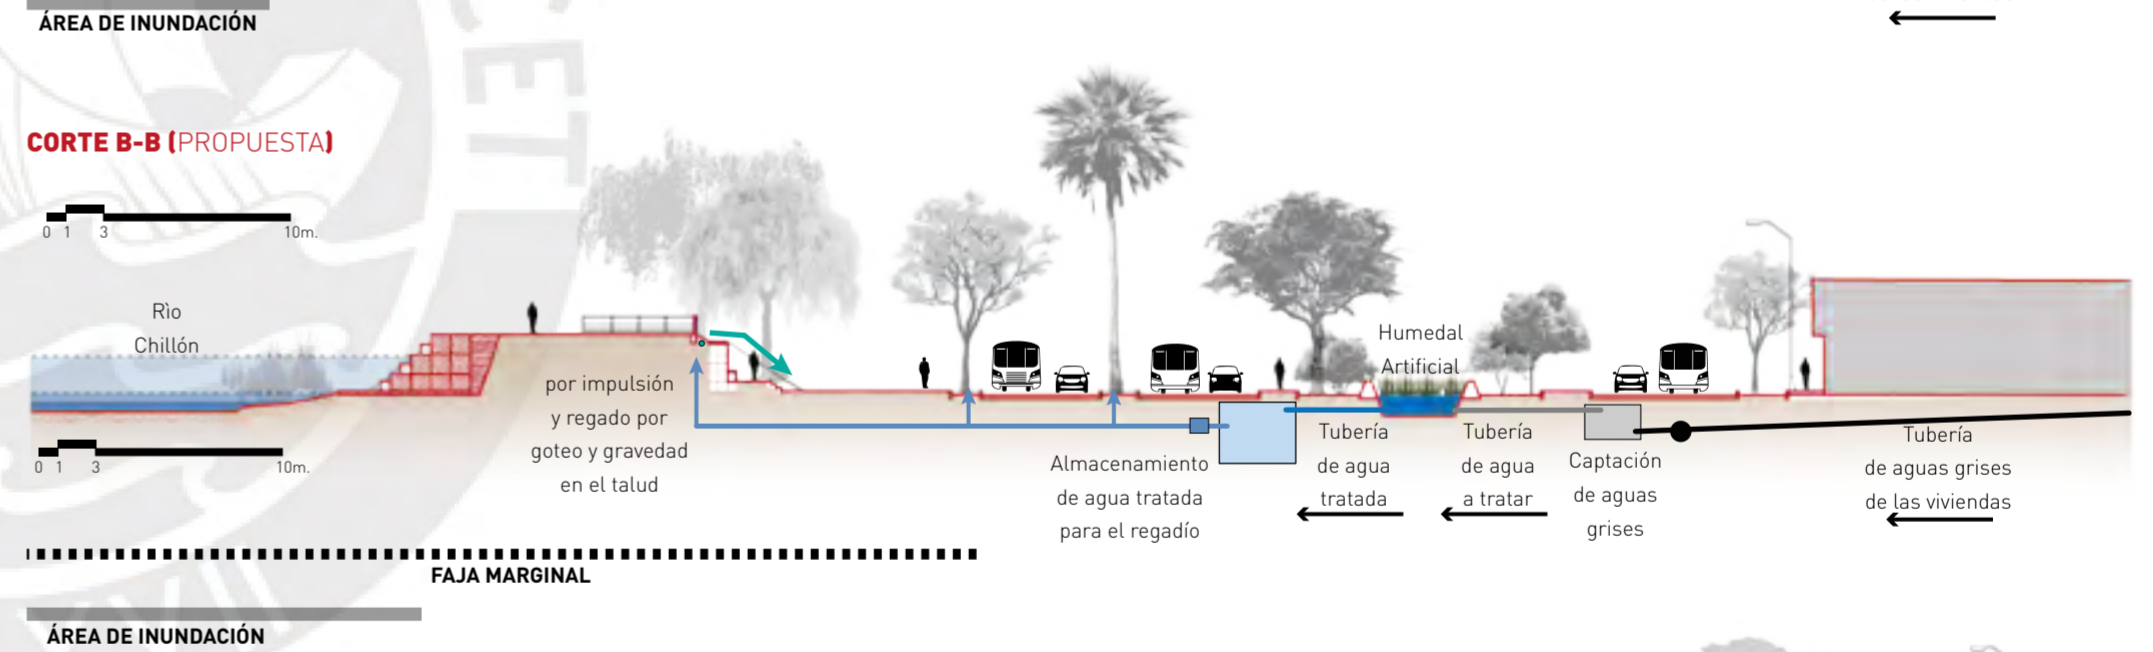 ÁREA DE INUNDACIÓN
CORTE B-B (PROPUESTA)
0 1 3 10m.
Rìo
Chillón
0 1 3 10m.
por impulsión
y regado por
goteo y gravedad
en el talud
Almacenamiento
de agua tratada
para el regadío
Tubería
de agua
tratada
Humedal
Artificial
Tubería
de agua
a tratar
Captación
de aguas
grises
Tubería
de aguas grises
de las viviendas
FAJA MARGINAL
ÁREA DE INUNDACIÓN
ET
XVII